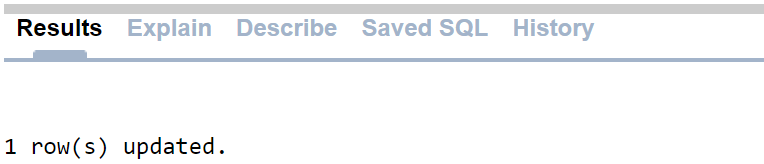 Results Explain Describe Saved SQL History
1 row(s) updated.